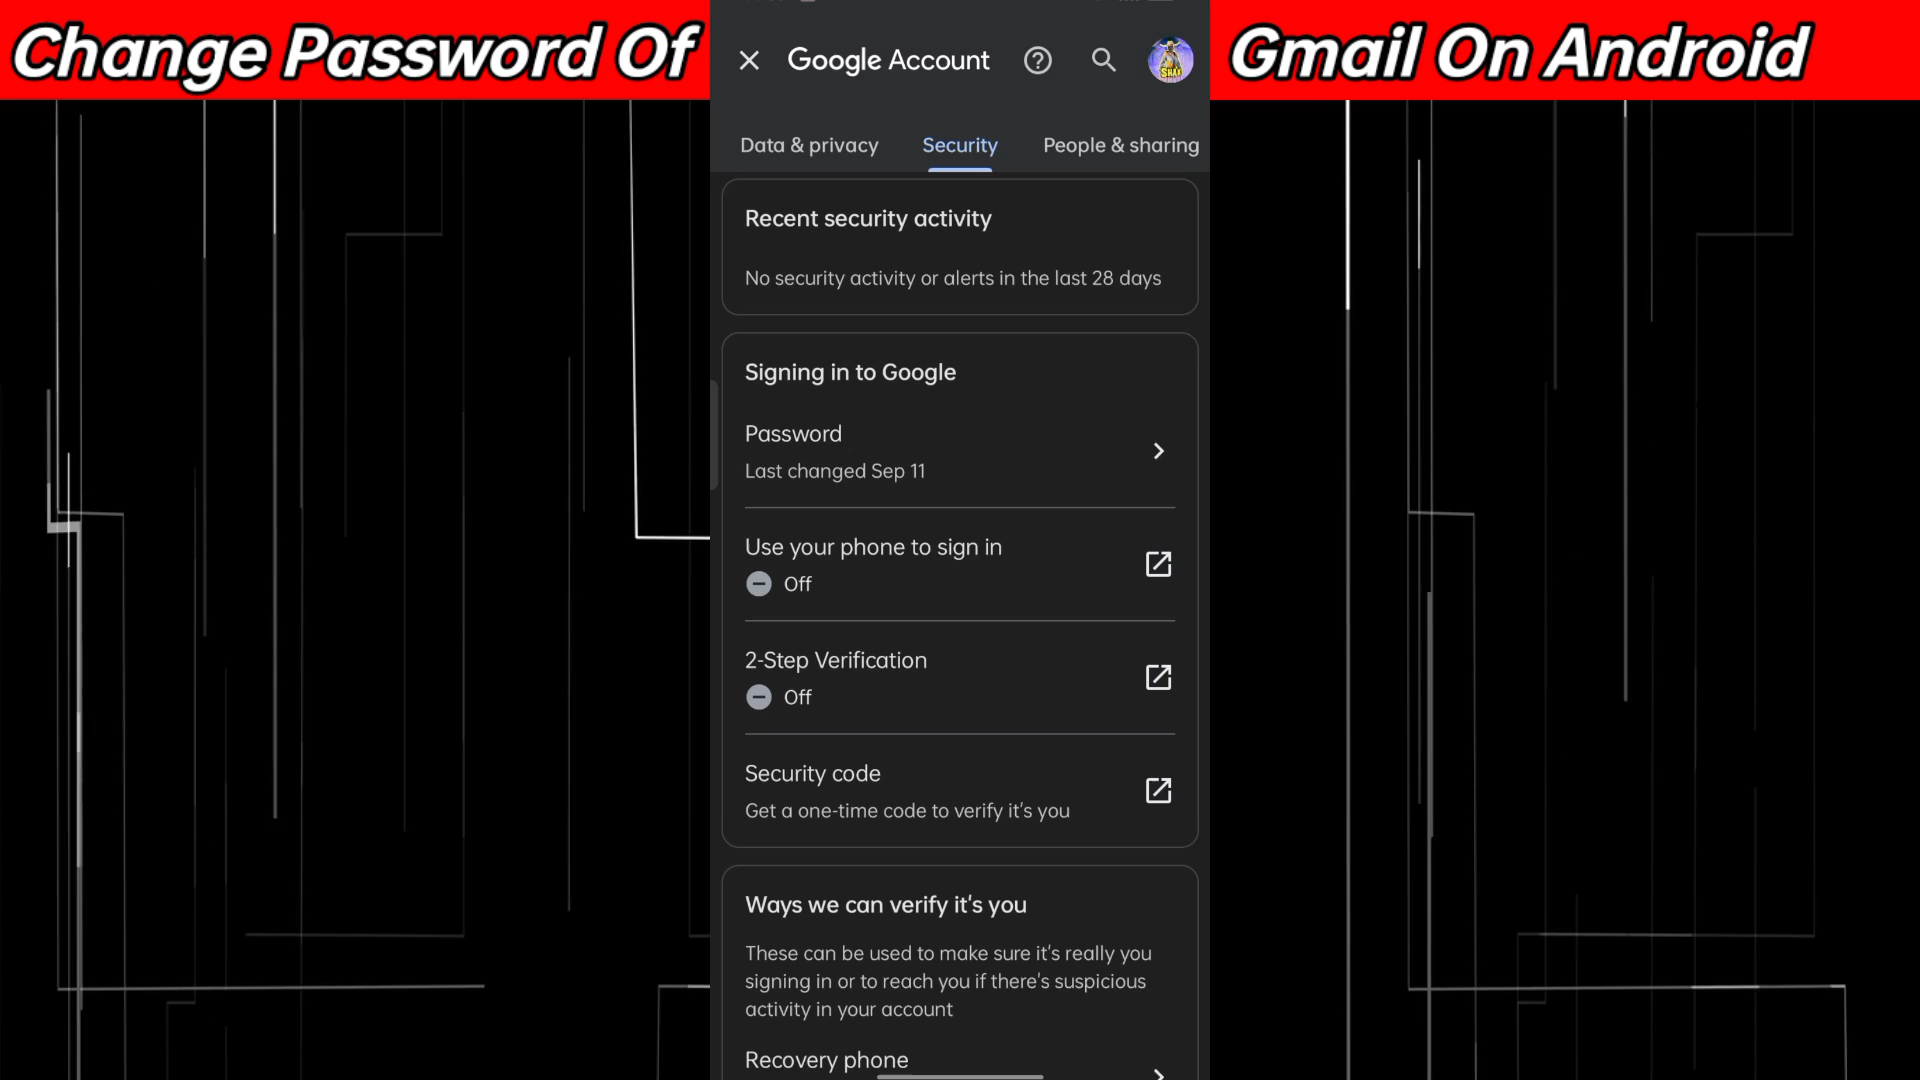 Change Password Of
Gmail On Android
Google Account
SHAH
Data & privacy
Security
People & sharing
Recent security activity
No security activity or alerts in the last 28 days
Signing in to Google
Password
Last changed Sep 11
Use your phone to sign in
Off
2-Step Verification
Off
Security code
Get a one-time code to verify it's you
Ways we can verify it's you
These can be used to make sure it's really you
signing in or to reach you if there's suspicious
activity in your account
Recovery phone